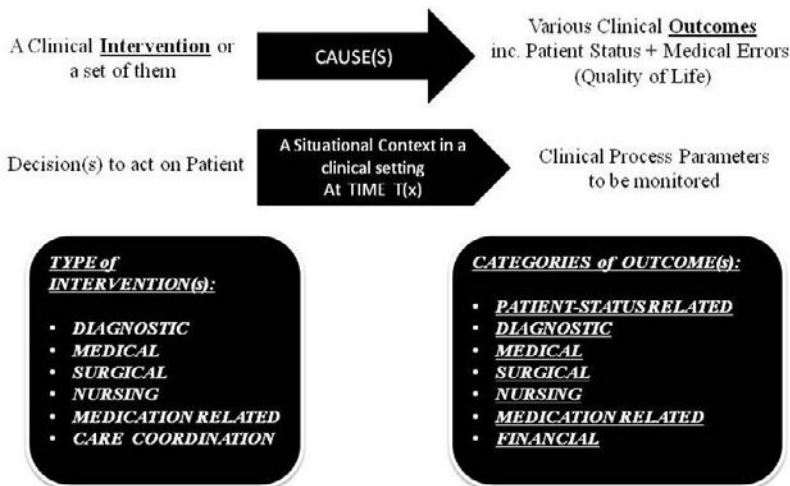 A Clinical Intervention or
a set of them
CAUSE(S)
Various Clinical Outcomes
inc. Patient Status + Medical Errors
(Quality of Life)
Decision(s) to act on Patient
A Situational Context in a
clinical setting
At TIME T(x)
Clinical Process Parameters
to be monitored
TYPE of
INTERVENTION(s):
• DIAGNOSTIC
• MEDICAL
• SURGICAL
• NURSING
• MEDICATION RELATED
• CARE COORDINATION
CATEGORIES of OUTCOME(s):
• PATIENT-STATUS RELATED
• DIAGNOSTIC
• MEDICAL
• SURGICAL
• NURSING
• MEDICATION RELATED
• FINANCIAL